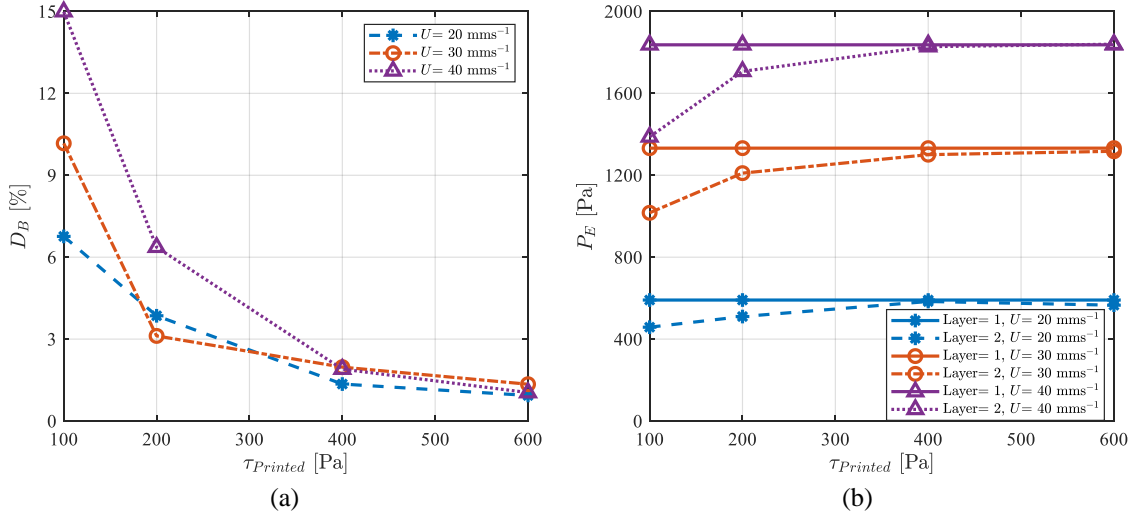 15
12
9
6
3
0
D_B [%]
100 200 300 400 500 600
τ_Printed [Pa]
U= 20 mms⁻¹
U= 30 mms⁻¹
U= 40 mms⁻¹
(a)
2000
1600
1200
800
400
0
P_E [Pa]
100 200 300 400 500 600
τ_Printed [Pa]
Layer= 1, U= 20 mms⁻¹
Layer= 2, U= 20 mms⁻¹
Layer= 1, U= 30 mms⁻¹
Layer= 2, U= 30 mms⁻¹
Layer= 1, U= 40 mms⁻¹
Layer= 2, U= 40 mms⁻¹
(b)